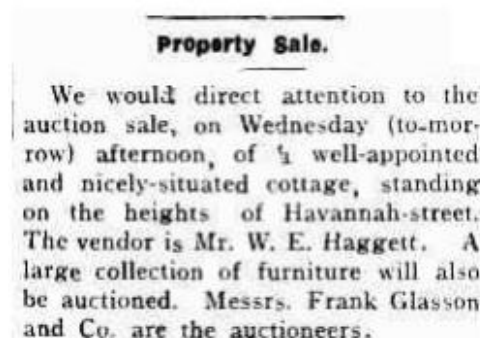 Property Sale.
We would direct attention to the
auction sale, on Wednesday (to-mor-
row) afternoon, of well-appointed
and nicely-situated cottage, standing
on the heights of Havannah-street.
The vendor is Mr. W. E. Haggett. A
large collection of furniture will also
be auctioned. Messrs. Frank Glasson
and Co. are the auctioneers.